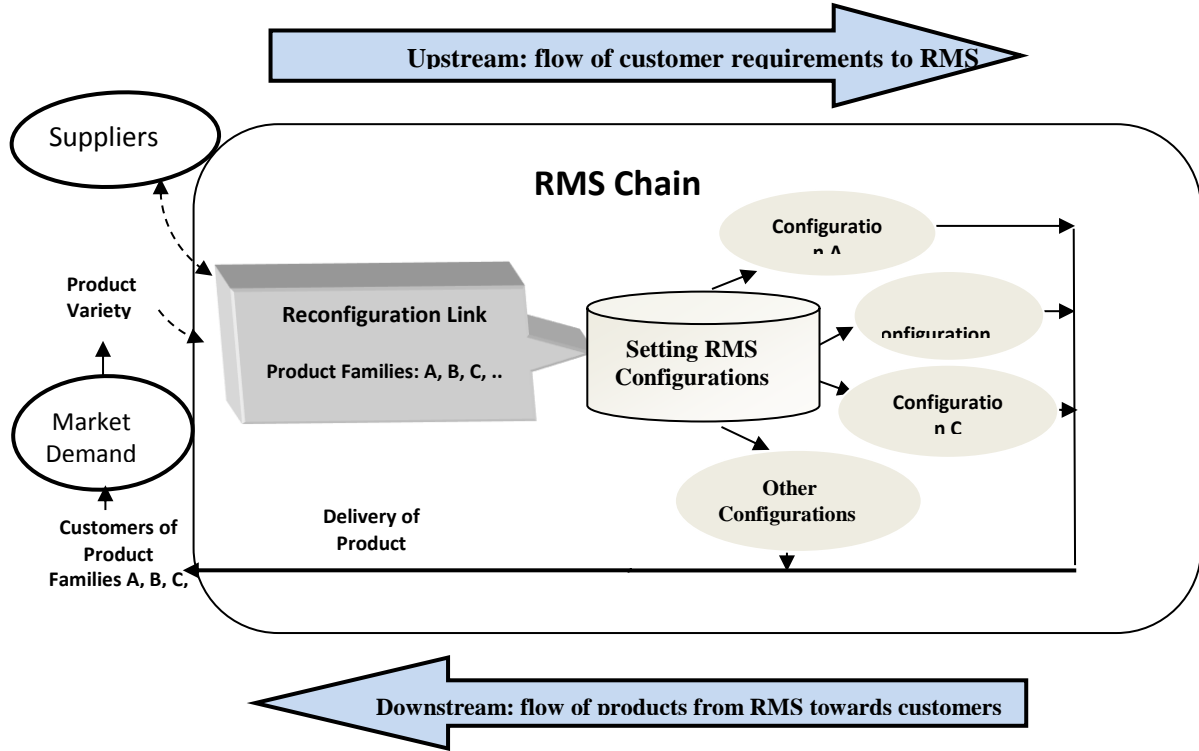 Upstream: flow of customer requirements to RMS
Suppliers
RMS Chain
Configuratio
n A
Product
Variety
Reconfiguration Link
Product Families: A, B, C, ..
Setting RMS
Configurations
onfiguration
Configuratio
n C
Market
Demand
Other
Configurations
Customers of
Product
Families A, B, C,
Delivery of
Product
Downstream: flow of products from RMS towards customers